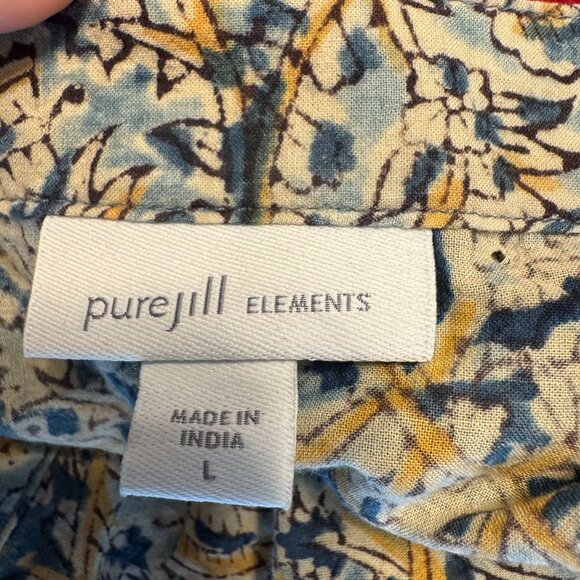 purejill ELEMENTS
MADE IN
INDIA
L